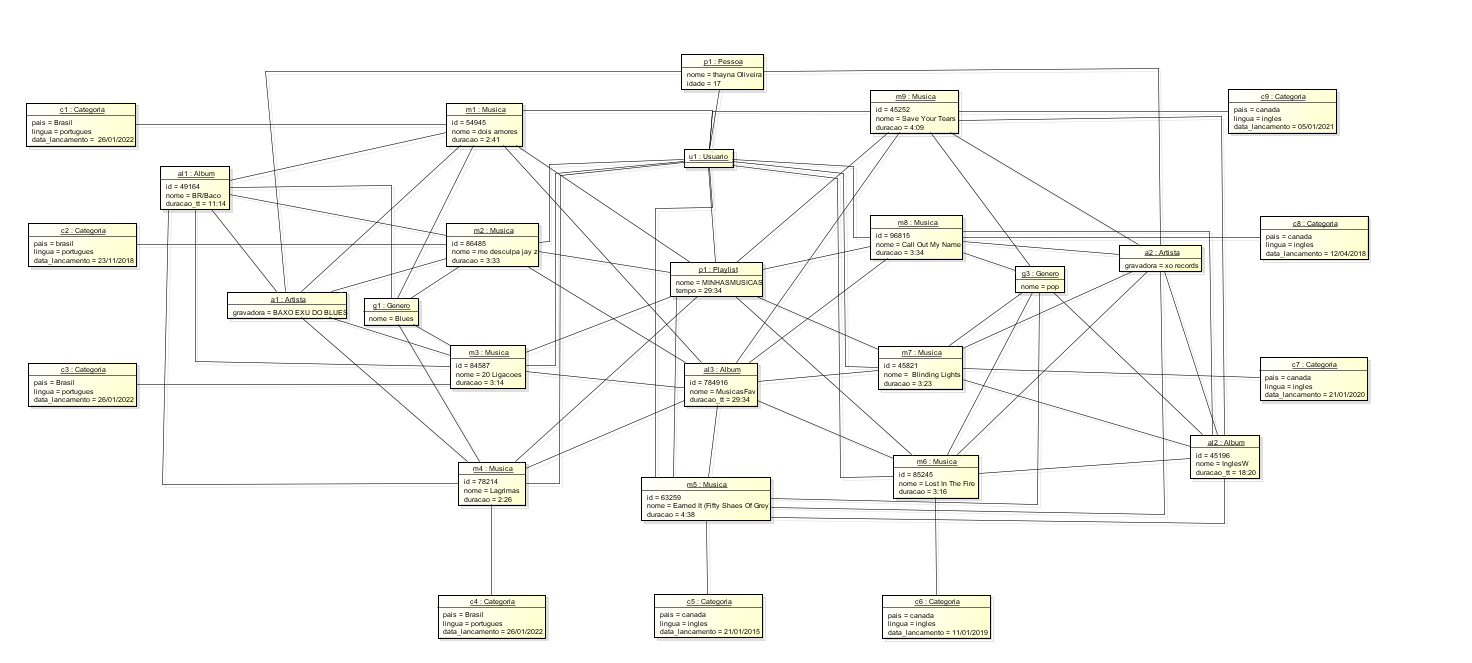 p1 : Pessoa
nome = thayna Oliveira
idade = 17
c1 : Categoria
pais = Brasil
lingua = portugues
data_lancamento = 26/01/2022
m1 : Musica
id = 54945
nome = dois amores
duracao = 2:41
m9 : Musica
id = 45252
nome = Save Your Tears
duracao = 4:09
c9 : Categoria
pais = canada
lingua = ingles
data_lancamento = 05/01/2021
u1 : Usuario
al1 : Album
id = 49164
nome = BR/Baco
duracao_tt = 11:14
c2 : Categoria
pais = brasil
lingua = portugues
data_lancamento = 23/11/2018
m2 : Musica
id = 86485
nome = me desculpa jay z
duracao = 3:33
m8 : Musica
id = 96815
nome = Call Out My Name
duracao = 3:34
c8 : Categoria
pais = canada
lingua = ingles
data_lancamento = 12/04/2018
a2 : Artista
gravadora = xo records
p1 : Playlist
nome = MINHASMUSICAS
tempo = 29:34
g3 : Genero
nome = pop
a1 : Artista
gravadora = BAXO EXU DO BLUES
g1 : Genero
nome = Blues
m3 : Musica
id = 84587
nome = 20 Ligacoes
duracao = 3:14
m7 : Musica
id = 45821
nome = Blinding Lights
duracao = 3:23
c3 : Categoria
pais = Brasil
lingua = portugues
data_lancamento = 26/01/2022
al3 : Album
id = 784916
nome = MusicasFav
duracao_tt = 29:34
c7 : Categoria
pais = canada
lingua = ingles
data_lancamento = 21/01/2020
al2 : Album
id = 45196
nome = InglesW
duracao_tt = 18:20
m4 : Musica
id = 78214
nome = Lagrimas
duracao = 2:26
m6 : Musica
id = 85245
nome = Lost In The Fire
duracao = 3:16
m5 : Musica
id = 63259
nome = Earned It (Fifty Shaes Of Grey
duracao = 4:38
c4 : Categoria
pais = Brasil
lingua = portugues
data_lancamento = 26/01/2022
c5 : Categoria
pais = canada
lingua = ingles
data_lancamento = 21/01/2015
c6 : Categoria
pais = canada
lingua = ingles
data_lancamento = 11/01/2019